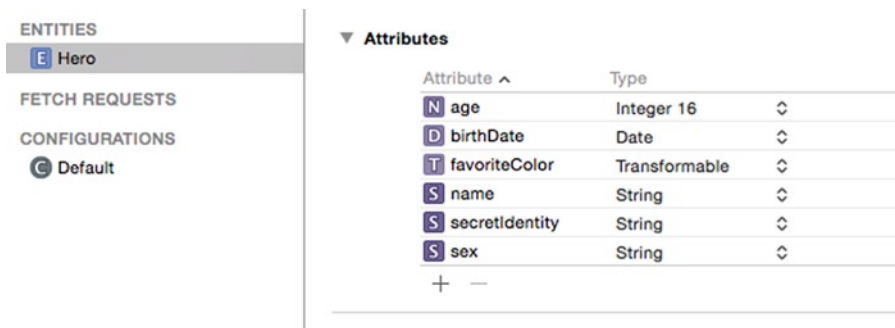 ENTITIES
E Hero
FETCH REQUESTS
CONFIGURATIONS
C Default
Attributes
Attribute Type
N age Integer 16
D birthDate Date
T favoriteColor Transformable
S name String
S secretIdentity String
S sex String
+ −